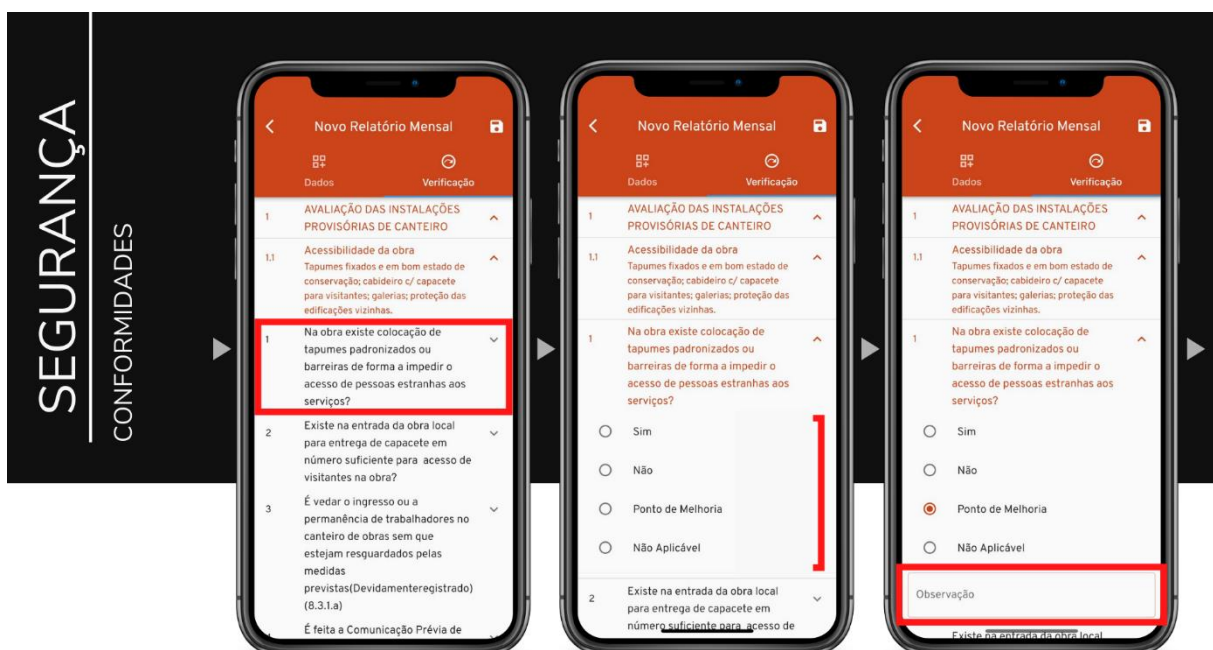 SEGURANÇA
CONFORMIDADES
Novo Relatório Mensal
Dados
Verificação
1
AVALIAÇÃO DAS INSTALAÇÕES
PROVISÓRIAS DE CANTEIRO
1.1
Acessibilidade da obra
Tapumes fixados e em bom estado de
conservação; cabideiro c/ capacete
para visitantes; galerias; proteção das
edificações vizinhas.
1
Na obra existe colocação de
tapumes padronizados ou
barreiras de forma a impedir o
acesso de pessoas estranhas aos
serviços?
2
Existe na entrada da obra local
para entrega de capacete em
número suficiente para acesso de
visitantes na obra?
3
É vedar o ingresso ou a
permanência de trabalhadores no
canteiro de obras sem que
estejam resguardados pelas
medidas
previstas(Devidamenteregistrado)
(8.3.1.a)
É feita a Comunicação Prévia de
Novo Relatório Mensal
Dados
Verificação
1
AVALIAÇÃO DAS INSTALAÇÕES
PROVISÓRIAS DE CANTEIRO
1.1
Acessibilidade da obra
Tapumes fixados e em bom estado de
conservação; cabideiro c/ capacete
para visitantes; galerias; proteção das
edificações vizinhas.
1
Na obra existe colocação de
tapumes padronizados ou
barreiras de forma a impedir o
acesso de pessoas estranhas aos
serviços?
Sim
Não
Ponto de Melhoria
Não Aplicável
2
Existe na entrada da obra local
para entrega de capacete em
número suficiente para acesso de
Novo Relatório Mensal
Dados
Verificação
1
AVALIAÇÃO DAS INSTALAÇÕES
PROVISÓRIAS DE CANTEIRO
1.1
Acessibilidade da obra
Tapumes fixados e em bom estado de
conservação; cabideiro c/ capacete
para visitantes; galerias; proteção das
edificações vizinhas.
1
Na obra existe colocação de
tapumes padronizados ou
barreiras de forma a impedir o
acesso de pessoas estranhas aos
serviços?
Sim
Não
Ponto de Melhoria
Não Aplicável
Observação
Existe na entrada da obra local